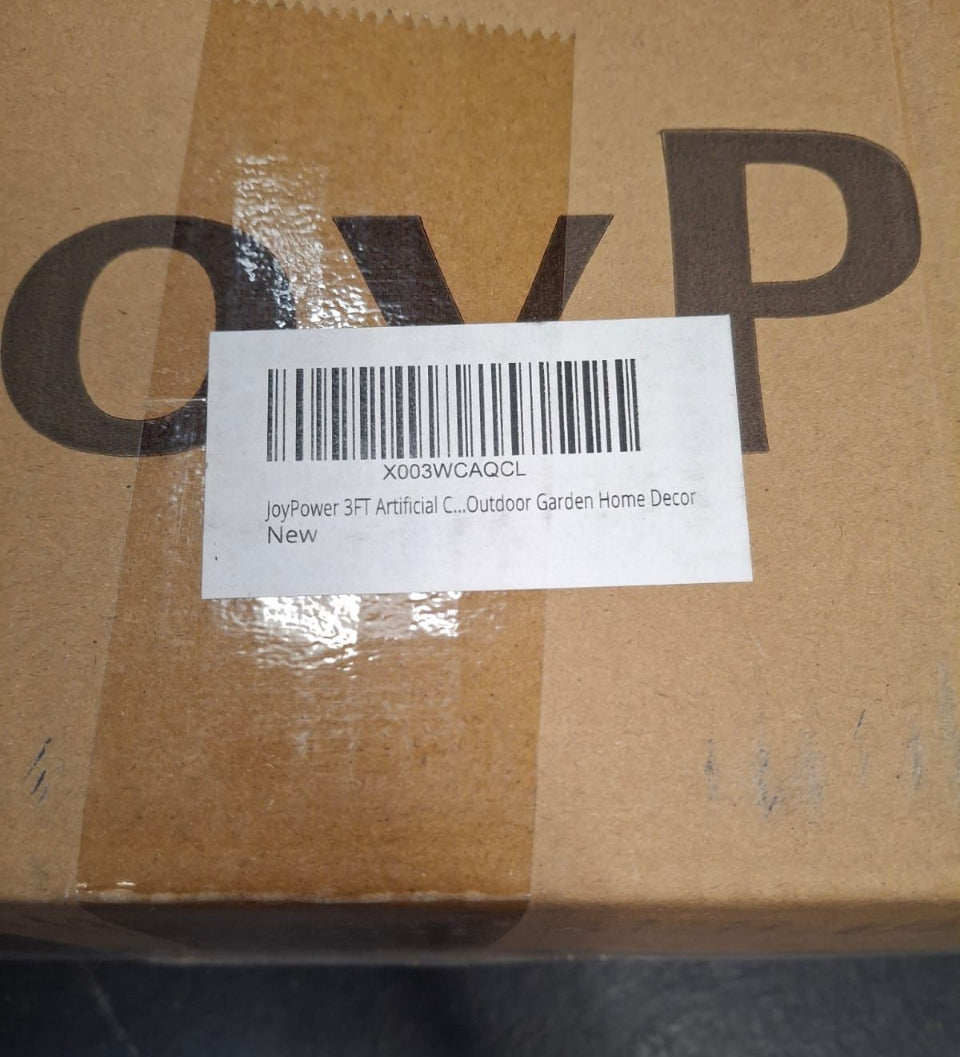 oyP
X003WCAQCL
JoyPower 3FT Artificial C...Outdoor Garden Home Decor
New